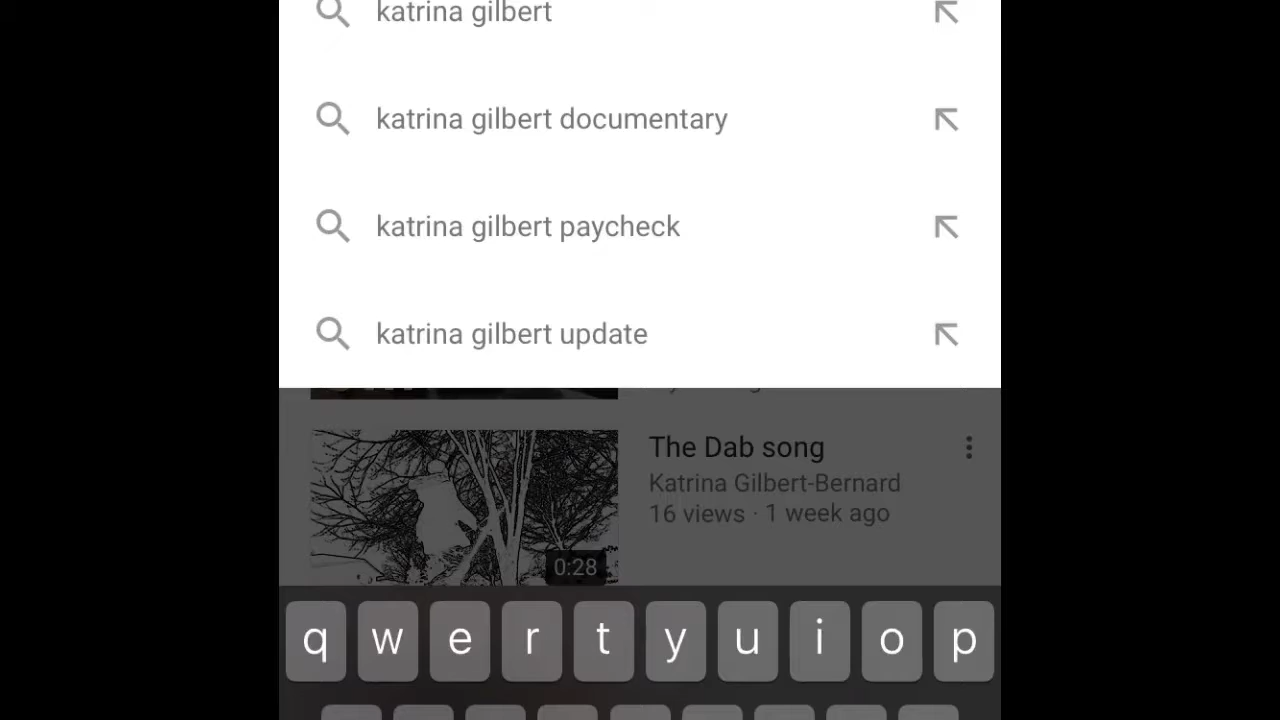 katrina gilbert
katrina gilbert documentary
katrina gilbert paycheck
katrina gilbert update
The Dab song
Katrina Gilbert-Bernard
16 views · 1 week ago
0:28
q w e r t y u i o p